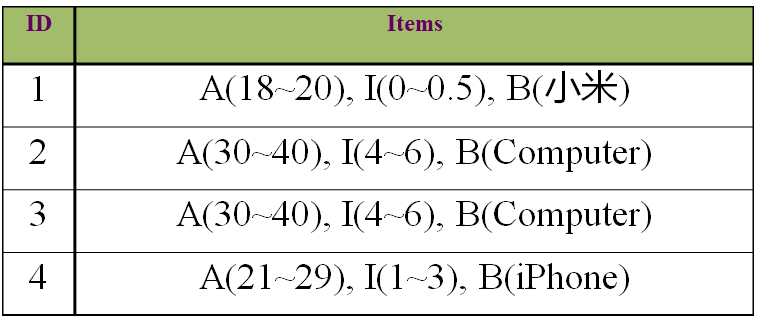 ID Items
1 A(18~20), I(0~0.5), B(小米)
2 A(30~40), I(4~6), B(Computer)
3 A(30~40), I(4~6), B(Computer)
4 A(21~29), I(1~3), B(iPhone)